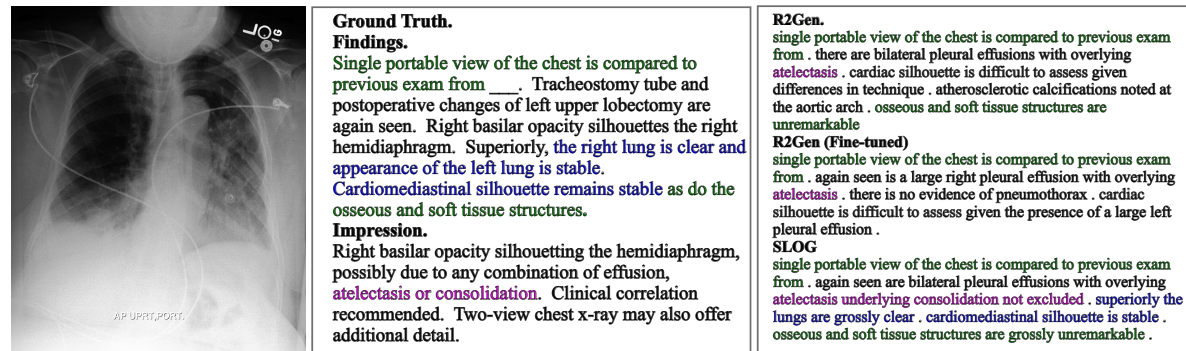 LOG
IG
AP UPRT,PORT.
Ground Truth.
Findings.
Single portable view of the chest is compared to
previous exam from ___. Tracheostomy tube and
postoperative changes of left upper lobectomy are
again seen. Right basilar opacity silhouettes the right
hemidiaphragm. Superiorly, the right lung is clear and
appearance of the left lung is stable.
Cardiomediastinal silhouette remains stable as do the
osseous and soft tissue structures.
Impression.
Right basilar opacity silhouetting the hemidiaphragm,
possibly due to any combination of effusion,
atelectasis or consolidation. Clinical correlation
recommended. Two-view chest x-ray may also offer
additional detail.
R2Gen.
single portable view of the chest is compared to previous exam
from . there are bilateral pleural effusions with overlying
atelectasis . cardiac silhouette is difficult to assess given
differences in technique . atherosclerotic calcifications noted at
the aortic arch . osseous and soft tissue structures are
unremarkable
R2Gen (Fine-tuned)
single portable view of the chest is compared to previous exam
from . again seen is a large right pleural effusion with overlying
atelectasis . there is no evidence of pneumothorax . cardiac
silhouette is difficult to assess given the presence of a large left
pleural effusion .
SLOG
single portable view of the chest is compared to previous exam
from . again seen are bilateral pleural effusions with overlying
atelectasis underlying consolidation not excluded . superiorly the
lungs are grossly clear . cardiomediastinal silhouette is stable .
osseous and soft tissue structures are grossly unremarkable .